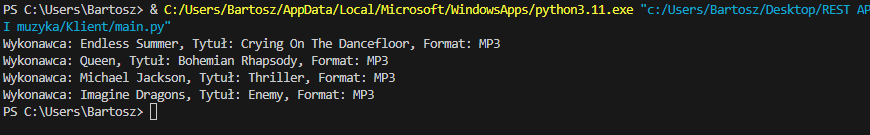 PS C:\Users\Bartosz> & C:/Users/Bartosz/AppData/Local/Microsoft/WindowsApps/python3.11.exe "c:/Users/Bartosz/Desktop/REST AP
I muzyka/Klient/main.py"
Wykonawca: Endless Summer, Tytuł: Crying On The Dancefloor, Format: MP3
Wykonawca: Queen, Tytuł: Bohemian Rhapsody, Format: MP3
Wykonawca: Michael Jackson, Tytuł: Thriller, Format: MP3
Wykonawca: Imagine Dragons, Tytuł: Enemy, Format: MP3
PS C:\Users\Bartosz>